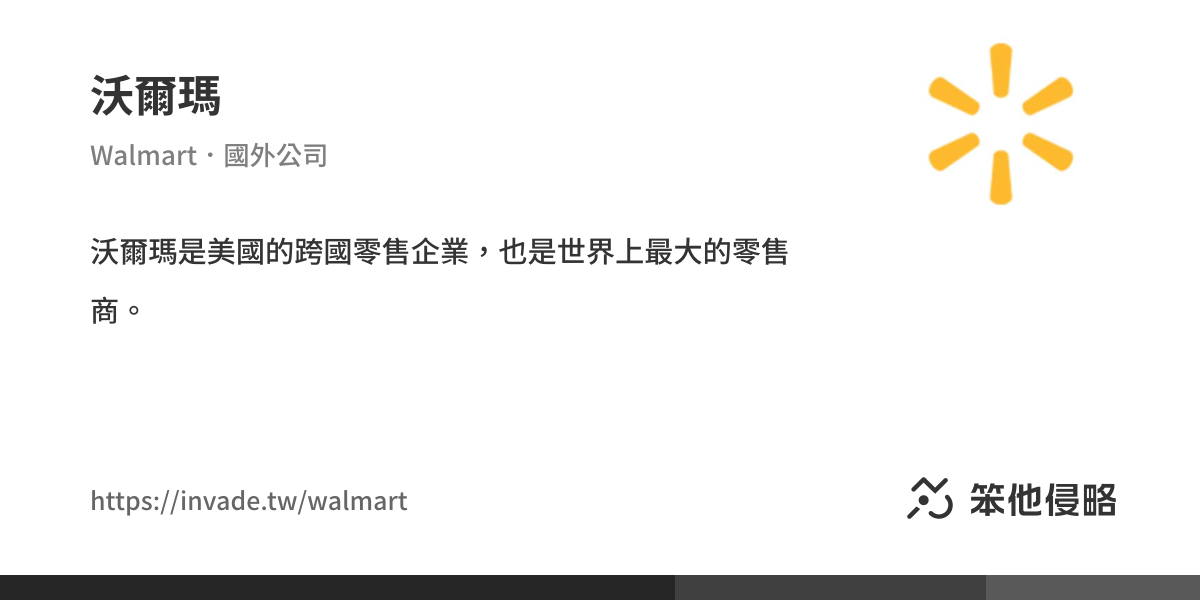 沃爾瑪
Walmart・國外公司
沃爾瑪是美國的跨國零售企業，也是世界上最大的零售
商。
https://invade.tw/walmart
笨他侵略